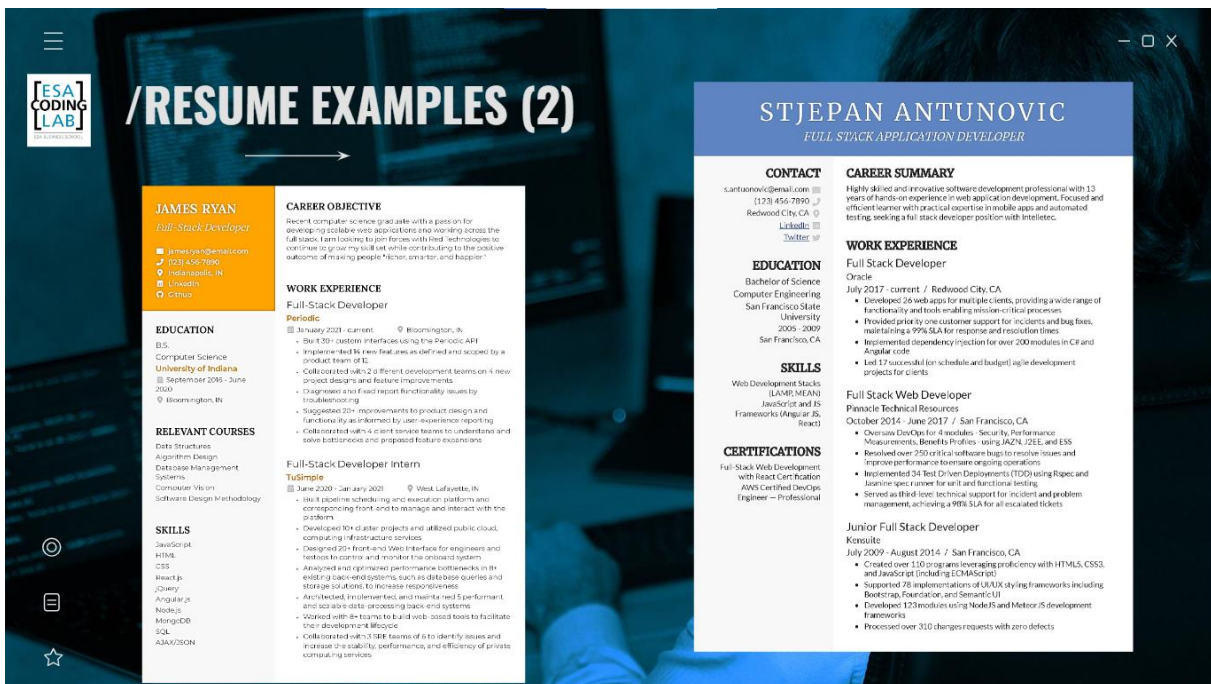 [ESA]
CODING
[LAB]
ESA BUSINESS SCHOOL
/RESUME EXAMPLES (2)
JAMES RYAN
Full-Stack Developer
jamesryan@email.com
(123) 456-7890
Indianapolis, IN
LinkedIn
Github
EDUCATION
B.S.
Computer Science
University of Indiana
September 2016 - June
2020
Bloomington, IN
RELEVANT COURSES
Data Structures
Algorithm Design
Database Management
Systems
Computer Vision
Software Design Methodology
SKILLS
JavaScript
HTML
CSS
React.js
jQuery
Angular.js
Node.js
MongoDB
SQL
AJAX/JSON
CAREER OBJECTIVE
Recent computer science graduate with a passion for
developing scalable web applications and working across the
full stack. I am looking to join forces with Red Technologies to
continue to grow my skill set while contributing to the positive
outcome of making people "richer, smarter, and happier."
WORK EXPERIENCE
Full-Stack Developer
Periodic
January 2021 - current Bloomington, IN
• Built 30+ custom interfaces using the Periodic API
• Implemented 14 new features as defined and scoped by a
product team of 12
• Collaborated with 2 different development teams on 4 new
project designs and feature improvements
• Diagnosed and fixed report functionality issues by
troubleshooting
• Suggested 20+ improvements to product design and
functionality as informed by user-experience reporting
• Collaborated with 4 client service teams to understand and
solve bottlenecks and proposed feature expansions
Full-Stack Developer Intern
TuSimple
June 2020 - January 2021 West Lafayette, IN
• Built pipeline scheduling and execution platform and
corresponding front-end to manage and interact with the
platform
• Developed 10+ cluster projects and utilized public cloud,
computing infrastructure services
• Designed 20+ front-end Web Interface for engineers and
testops to control and monitor the onboard system
• Analyzed and optimized performance bottlenecks in 8+
existing back-end systems, such as database queries and
storage solutions, to increase responsiveness
• Architected, implemented, and maintained 5 performant
and scalable data-processing back-end systems
• Worked with 8+ teams to build web-based tools to facilitate
their development lifecycle
• Collaborated with 3 SRE teams of 6 to identify issues and
increase the stability, performance, and efficiency of private
computing services
STJEPAN ANTUNOVIC
FULL STACK APPLICATION DEVELOPER
CONTACT
s.antuonovic@email.com
(123) 456-7890
Redwood City, CA
LinkedIn
Twitter
EDUCATION
Bachelor of Science
Computer Engineering
San Francisco State
University
2005 - 2009
San Francisco, CA
SKILLS
Web Development Stacks
(LAMP, MEAN)
JavaScript and JS
Frameworks (Angular JS,
React)
CERTIFICATIONS
Full-Stack Web Development
with React Certification
AWS Certified DevOps
Engineer — Professional
CAREER SUMMARY
Highly skilled and innovative software development professional with 13
years of hands-on experience in web application development. Focused and
efficient learner with practical expertise in mobile apps and automated
testing, seeking a full stack developer position with Intelletec.
WORK EXPERIENCE
Full Stack Developer
Oracle
July 2017 - current / Redwood City, CA
• Developed 26 web apps for multiple clients, providing a wide range of
functionality and tools enabling mission-critical processes
• Provided priority one customer support for incidents and bug fixes,
maintaining a 99% SLA for response and resolution times
• Implemented dependency injection for over 200 modules in C# and
Angular code
• Led 17 successful (on schedule and budget) agile development
projects for clients
Full Stack Web Developer
Pinnacle Technical Resources
October 2014 - June 2017 / San Francisco, CA
• Oversaw DevOps for 4 modules - Security, Performance
Measurements, Benefits Profiles - using JAZN, J2EE, and ESS
• Resolved over 250 critical software bugs to resolve issues and
improve performance to ensure ongoing operations
• Implemented 34 Test Driven Deployments (TDD) using Rspec and
Jasmine spec runner for unit and functional testing
• Served as third-level technical support for incident and problem
management, achieving a 98% SLA for all escalated tickets
Junior Full Stack Developer
Kensuite
July 2009 - August 2014 / San Francisco, CA
• Created over 110 programs leveraging proficiency with HTML5, CSS3,
and JavaScript (including ECMAScript)
• Supported 78 implementations of UI/UX styling frameworks including
Bootstrap, Foundation, and Semantic UI
• Developed 123 modules using NodeJS and Meteor JS development
frameworks
• Processed over 310 changes requests with zero defects